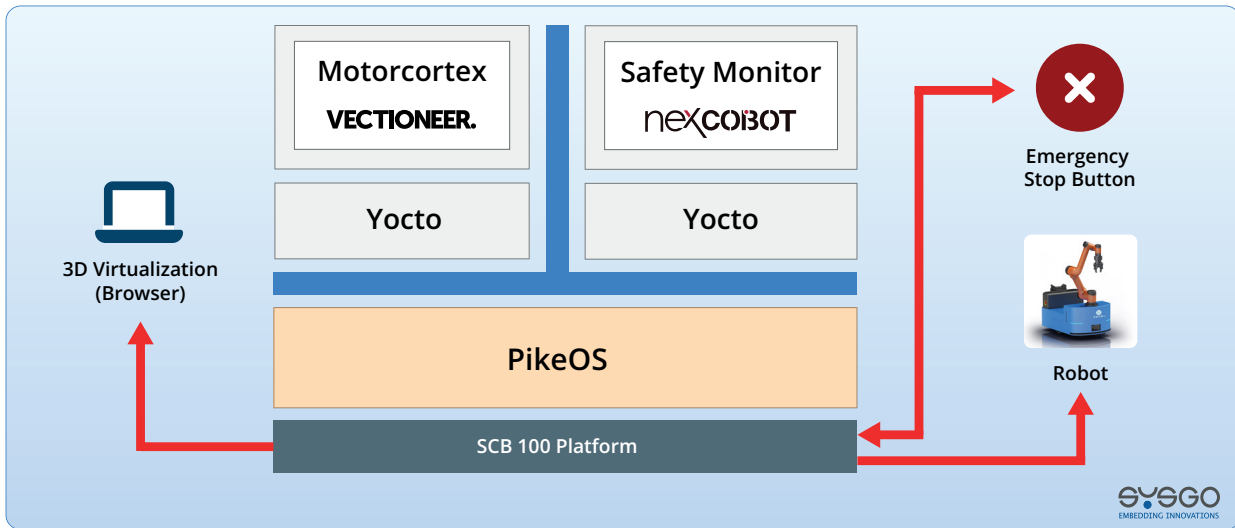 Motorcortex
VECTIONEER.
Safety Monitor
neXCOBOT
Yocto
Yocto
3D Virtualization
(Browser)
PikeOS
SCB 100 Platform
Emergency
Stop Button
Robot
SYSGO
EMBEDDING INNOVATIONS